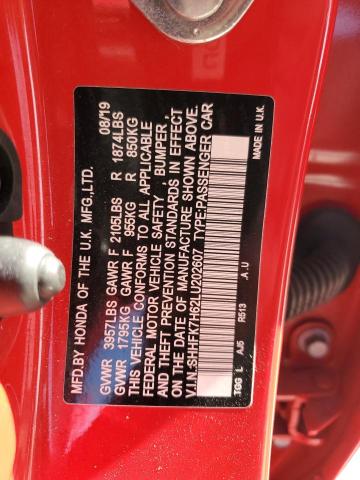 MFD.BY HONDA OF THE U.K. MFG.,LTD. 08/19
GVWR 3957LBS GAWR F 2105LBS R 1874LBS
GVWR 1795KG GAWR F 955KG R 850KG
THIS VEHICLE CONFORMS TO ALL APPLICABLE
FEDERAL MOTOR VEHICLE SAFETY , BUMPER ,
AND THEFT PREVENTION STANDARDS IN EFFECT
ON THE DATE OF MANUFACTURE SHOWN ABOVE.
V.I.N.:SHHFK7H62LU202607 TYPE:PASSENGER CAR
IGG L AJ5 R513 A.U MADE IN U.K.